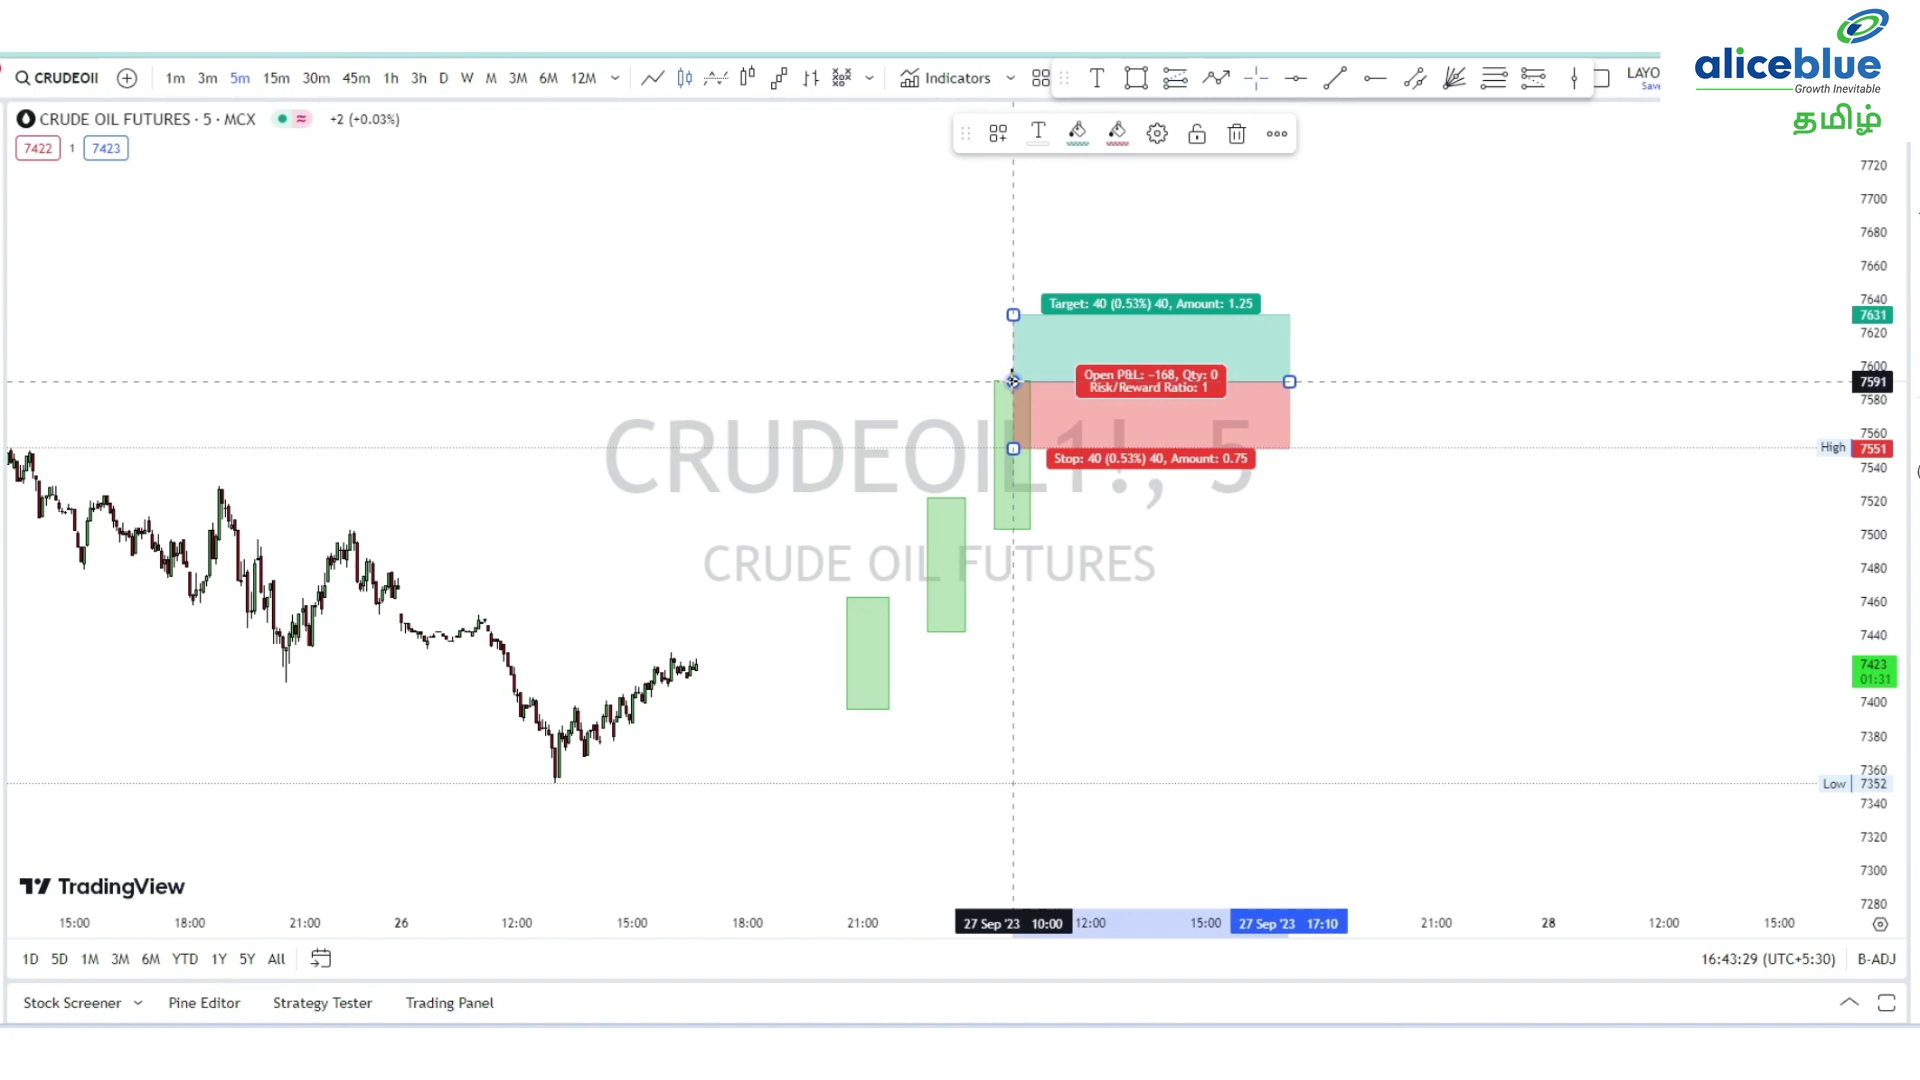 aliceblue
Growth Inevitable
தமிழ்
CRUDEOIl 1m 3m 5m 15m 30m 45m 1h 3h D W M 3M 6M 12M Indicators LAYO
Save
CRUDE OIL FUTURES · 5 · MCX +2 (+0.03%)
7422 1 7423
7720
7700
7680
7660
7640
Target: 40 (0.53%) 40, Amount: 1.25
7631
7620
7600
Open P&L: −168, Qty: 0
Risk/Reward Ratio: 1
7591
7580
7560
High 7551
Stop: 40 (0.53%) 40, Amount: 0.75
CRUDEOIL1!, 5
7540
7520
7500
7480
CRUDE OIL FUTURES
7460
7440
7423
01:31
7400
7380
7360
Low 7352
7340
7320
7300
7280
TradingView
15:00 18:00 21:00 26 12:00 15:00 18:00 21:00 27 Sep '23 10:00 12:00 15:00 27 Sep '23 17:10 21:00 28 12:00 15:00
1D 5D 1M 3M 6M YTD 1Y 5Y All 16:43:29 (UTC+5:30) B-ADJ
Stock Screener Pine Editor Strategy Tester Trading Panel